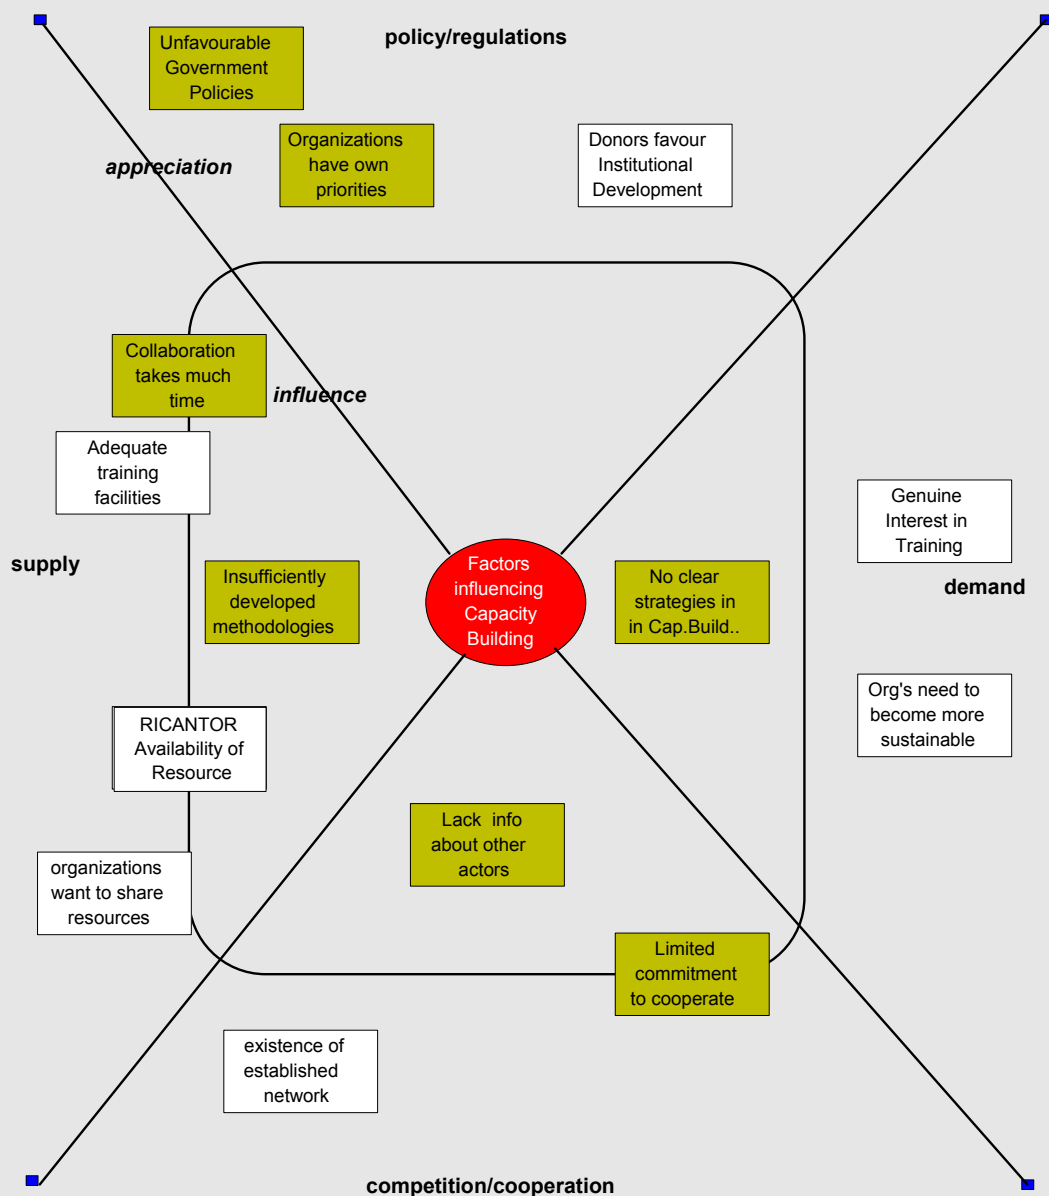 policy/regulations
Unfavourable
Government
Policies
Organizations
have own
priorities
Donors favour
Institutional
Development
appreciation
Collaboration
takes much
time
influence
Adequate
training
facilities
supply
Insufficiently
developed
methodologies
Factors
influencing
Capacity
Building
No clear
strategies in
in Cap.Build..
Genuine
Interest in
Training
demand
Org's need to
become more
sustainable
RICANTOR
Availability of
Resource
organizations
want to share
resources
Lack info
about other
actors
Limited
commitment
to cooperate
existence of
established
network
competition/cooperation